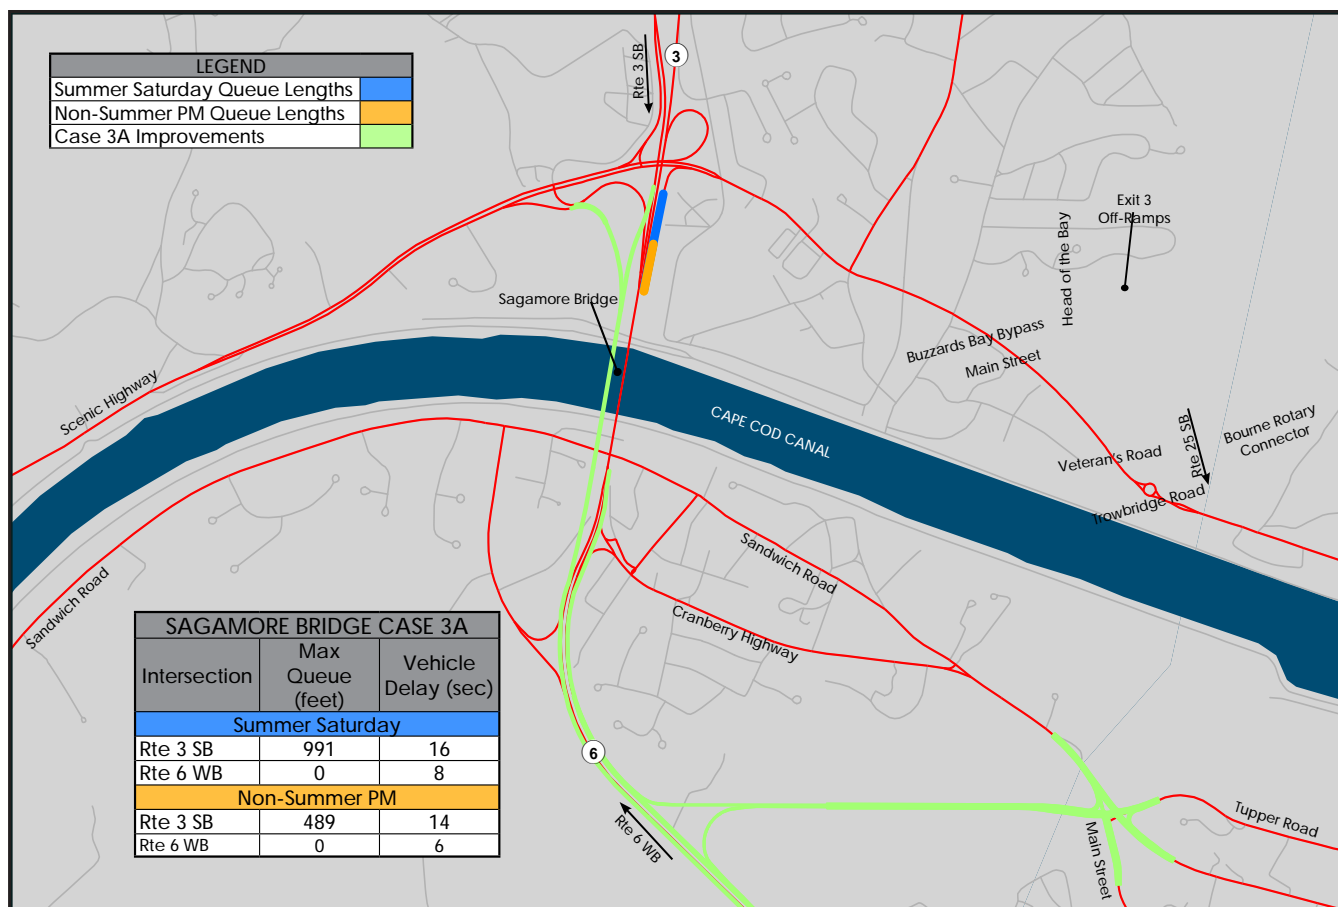 LEGEND
Summer Saturday Queue Lengths
Non-Summer PM Queue Lengths
Case 3A Improvements
Rte 3 SB
3
Exit 3
Off-Ramps
Head of the Bay
Sagamore Bridge
Buzzards Bay Bypass
Main Street
Scenic Highway
CAPE COD CANAL
Bourne Rotary
Connector
Rte 25 SB
Veteran's Road
Trowbridge Road
Sandwich Road
Sandwich Road
Cranberry Highway
SAGAMORE BRIDGE CASE 3A
Intersection
Max
Queue
(feet)
Vehicle
Delay (sec)
Summer Saturday
Rte 3 SB 991 16
Rte 6 WB 0 8
Non-Summer PM
Rte 3 SB 489 14
Rte 6 WB 0 6
6
Rte 6 WB
Main Street
Tupper Road